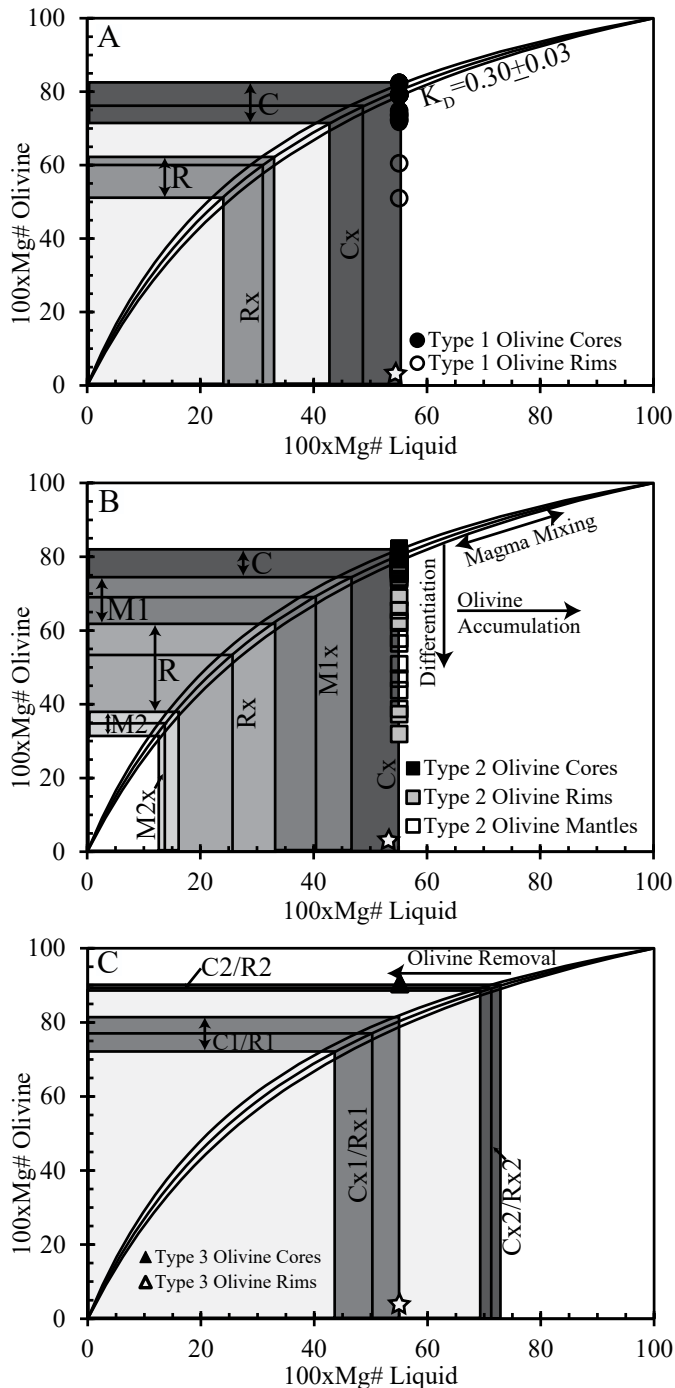 A
100
80
60
40
20
0
100xMg# Olivine
C
R
Rx
Cx
K_D=0.30±0.03
Type 1 Olivine Cores
Type 1 Olivine Rims
0 20 40 60 80 100
100xMg# Liquid
B
100
80
60
40
20
0
100xMg# Olivine
C
M1
R
M2
M2x
Rx
M1x
Cx
Magma Mixing
Differentiation
Olivine
Accumulation
Type 2 Olivine Cores
Type 2 Olivine Rims
Type 2 Olivine Mantles
0 20 40 60 80 100
100xMg# Liquid
C
100
80
60
40
20
0
100xMg# Olivine
C2/R2
Olivine Removal
C1/R1
Cx1/Rx1
Cx2/Rx2
Type 3 Olivine Cores
Type 3 Olivine Rims
0 20 40 60 80 100
100xMg# Liquid